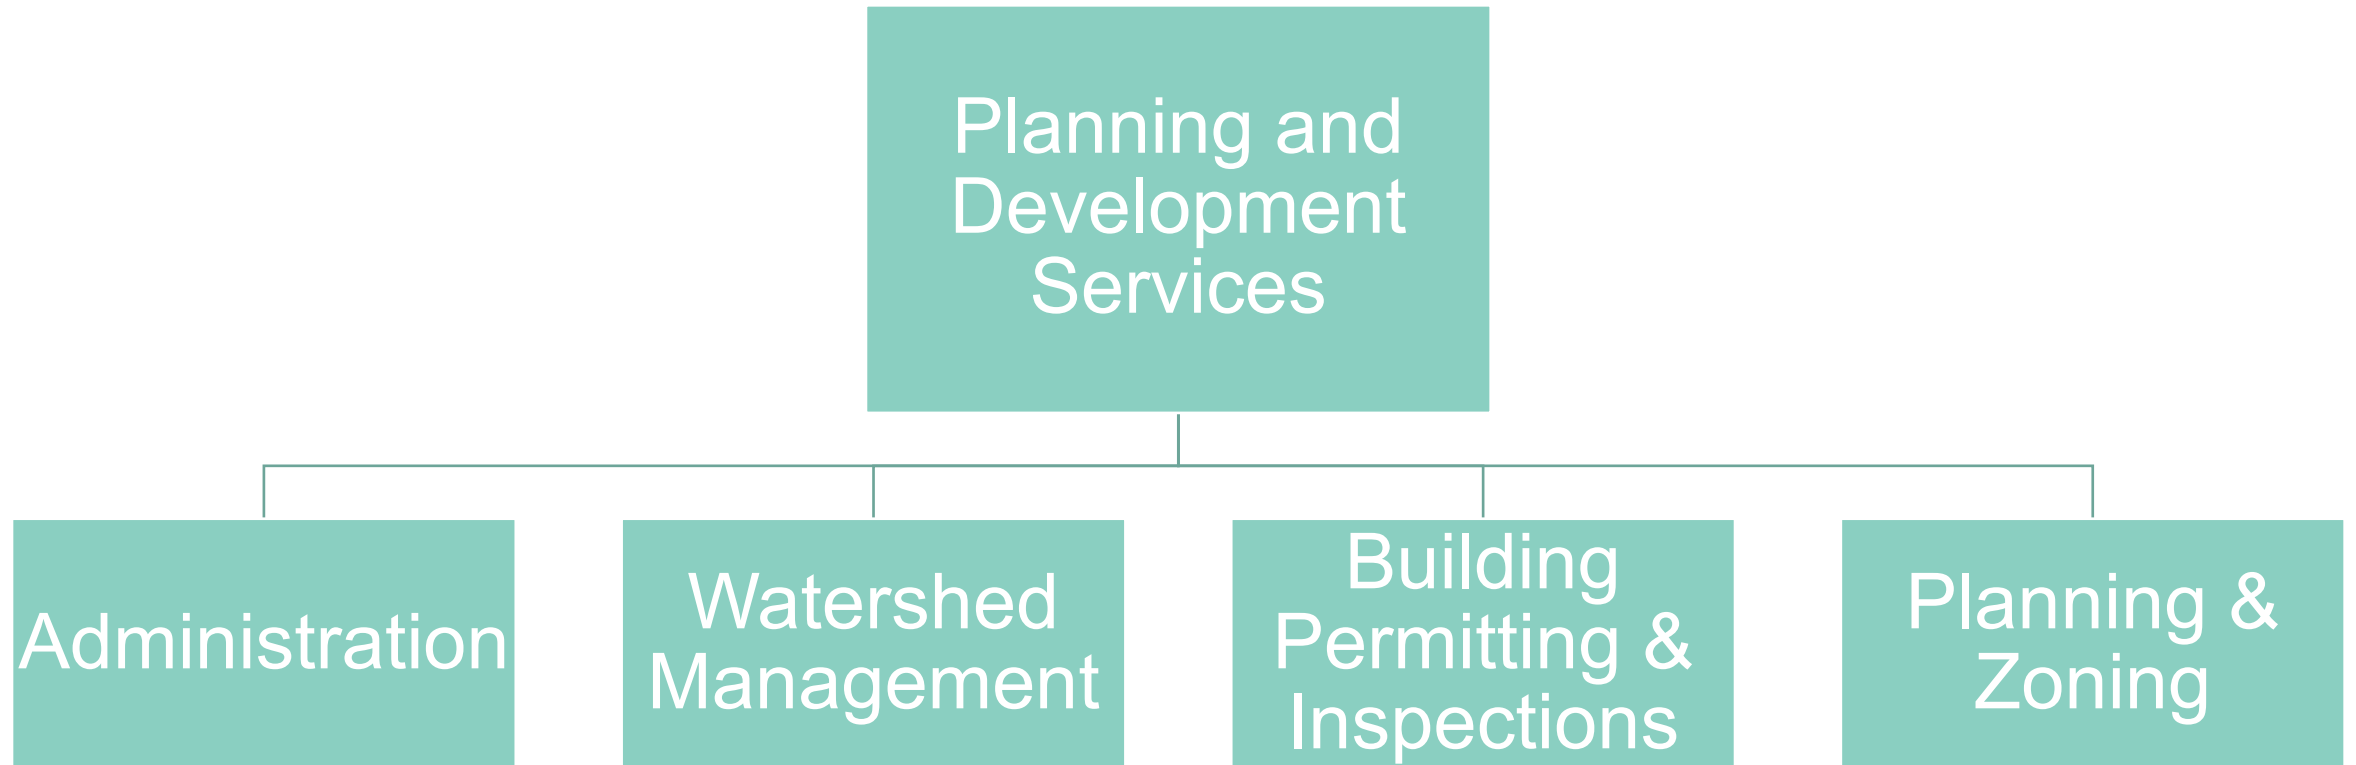 Planning and
Development
Services
Administration
Watershed
Management
Building
Permitting &
Inspections
Planning &
Zoning